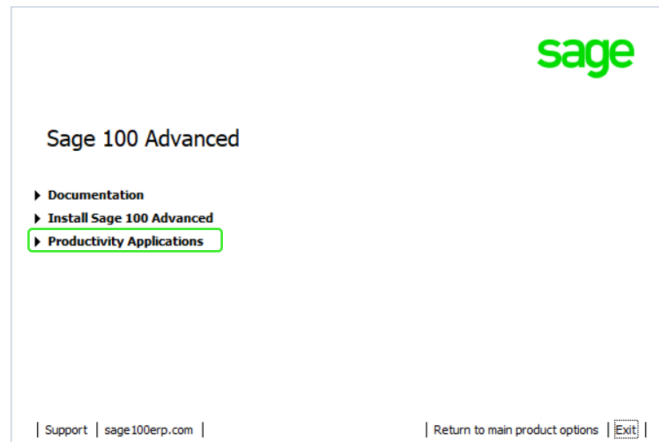 sage
Sage 100 Advanced
Documentation
Install Sage 100 Advanced
Productivity Applications
Support | sage100erp.com | Return to main product options | Exit |